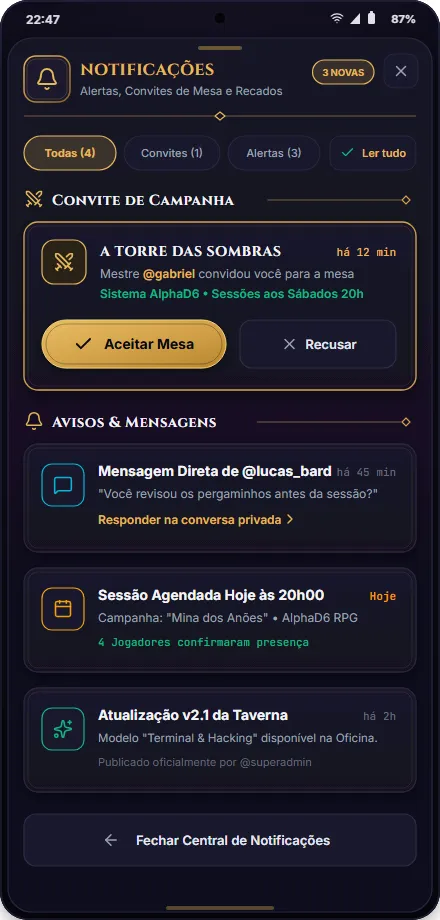 22:47
87%
NOTIFICAÇÕES
3 NOVAS
Alertas, Convites de Mesa e Recados
Todas (4)
Convites (1)
Alertas (3)
Ler tudo
Convite de Campanha
A TORRE DAS SOMBRAS
há 12 min
Mestre @gabriel convidou você para a mesa
Sistema AlphaD6 • Sessões aos Sábados 20h
Aceitar Mesa
Recusar
Avisos & Mensagens
Mensagem Direta de @lucas_bard
há 45 min
"Você revisou os pergaminhos antes da sessão?"
Responder na conversa privada
Sessão Agendada Hoje às 20h00
Hoje
Campanha: "Mina dos Anões" • AlphaD6 RPG
4 Jogadores confirmaram presença
Atualização v2.1 da Taverna
há 2h
Modelo "Terminal & Hacking" disponível na Oficina.
Publicado oficialmente por @superadmin
Fechar Central de Notificações